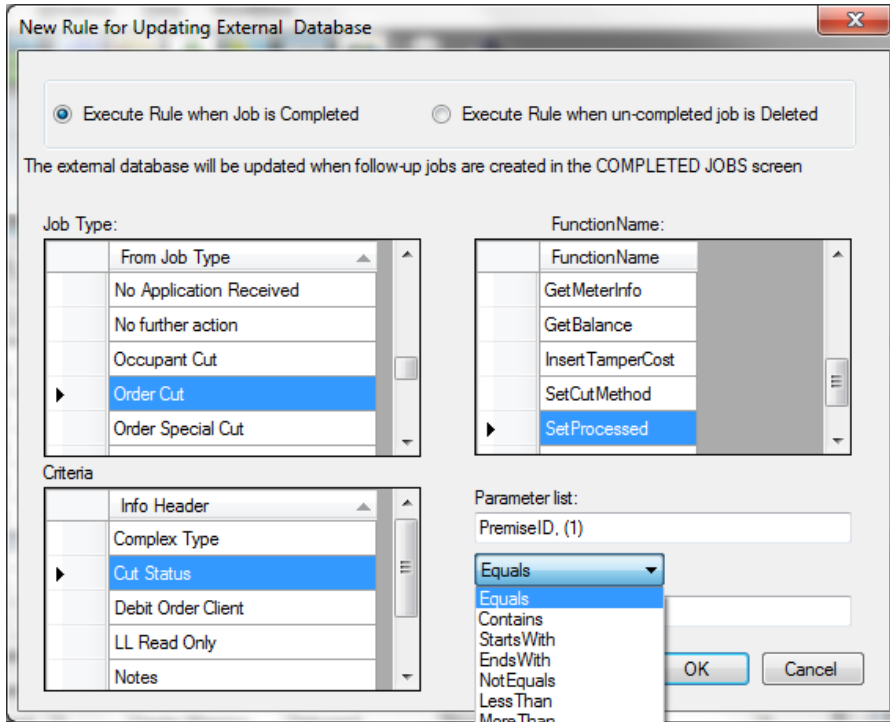 New Rule for Updating External Database
Execute Rule when Job is Completed
Execute Rule when un-completed job is Deleted
The external database will be updated when follow-up jobs are created in the COMPLETED JOBS screen
Job Type:
From Job Type
No Application Received
No further action
Occupant Cut
Order Cut
Order Special Cut
FunctionName:
FunctionName
GetMeterInfo
GetBalance
InsertTamperCost
SetCutMethod
SetProcessed
Criteria
Info Header
Complex Type
Cut Status
Debit Order Client
LL Read Only
Notes
Parameter list:
PremiseID, (1)
Equals
Equals
Contains
StartsWith
EndsWith
NotEquals
LessThan
MoreThan
OK
Cancel